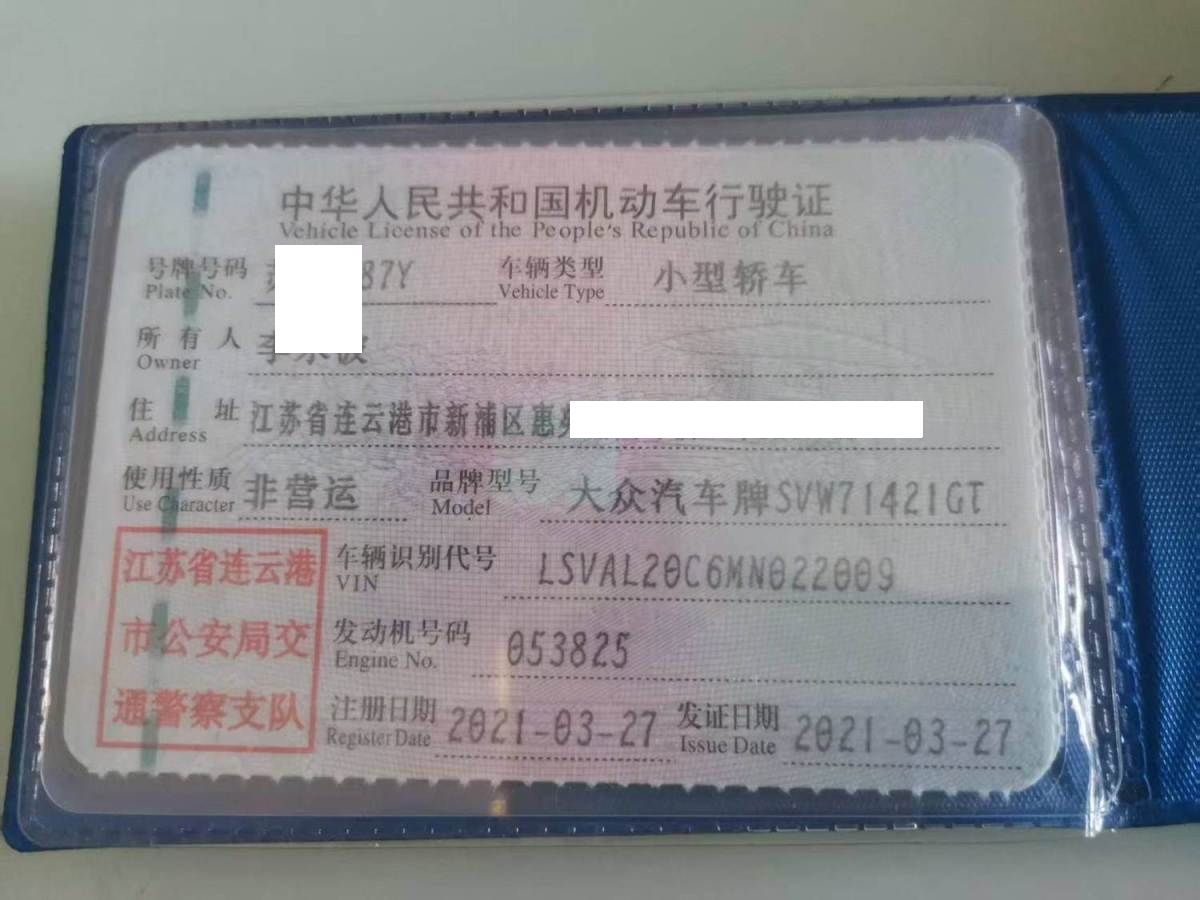 中华人民共和国机动车行驶证
Vehicle License of the People's Republic of China
号牌号码 87Y 车辆类型 小型轿车
Plate No. Vehicle Type
所有人 李
Owner
住址 江苏省连云港市新浦区惠
Address
使用性质 非营运 品牌型号 大众汽车牌SVW71421GT
Use Character Model
江苏省连云港
市公安局交
通警察支队
车辆识别代号 LSVAL20C6MN022009
VIN
发动机号码 053825
Engine No.
注册日期 2021-03-27 发证日期 2021-03-27
Register Date Issue Date